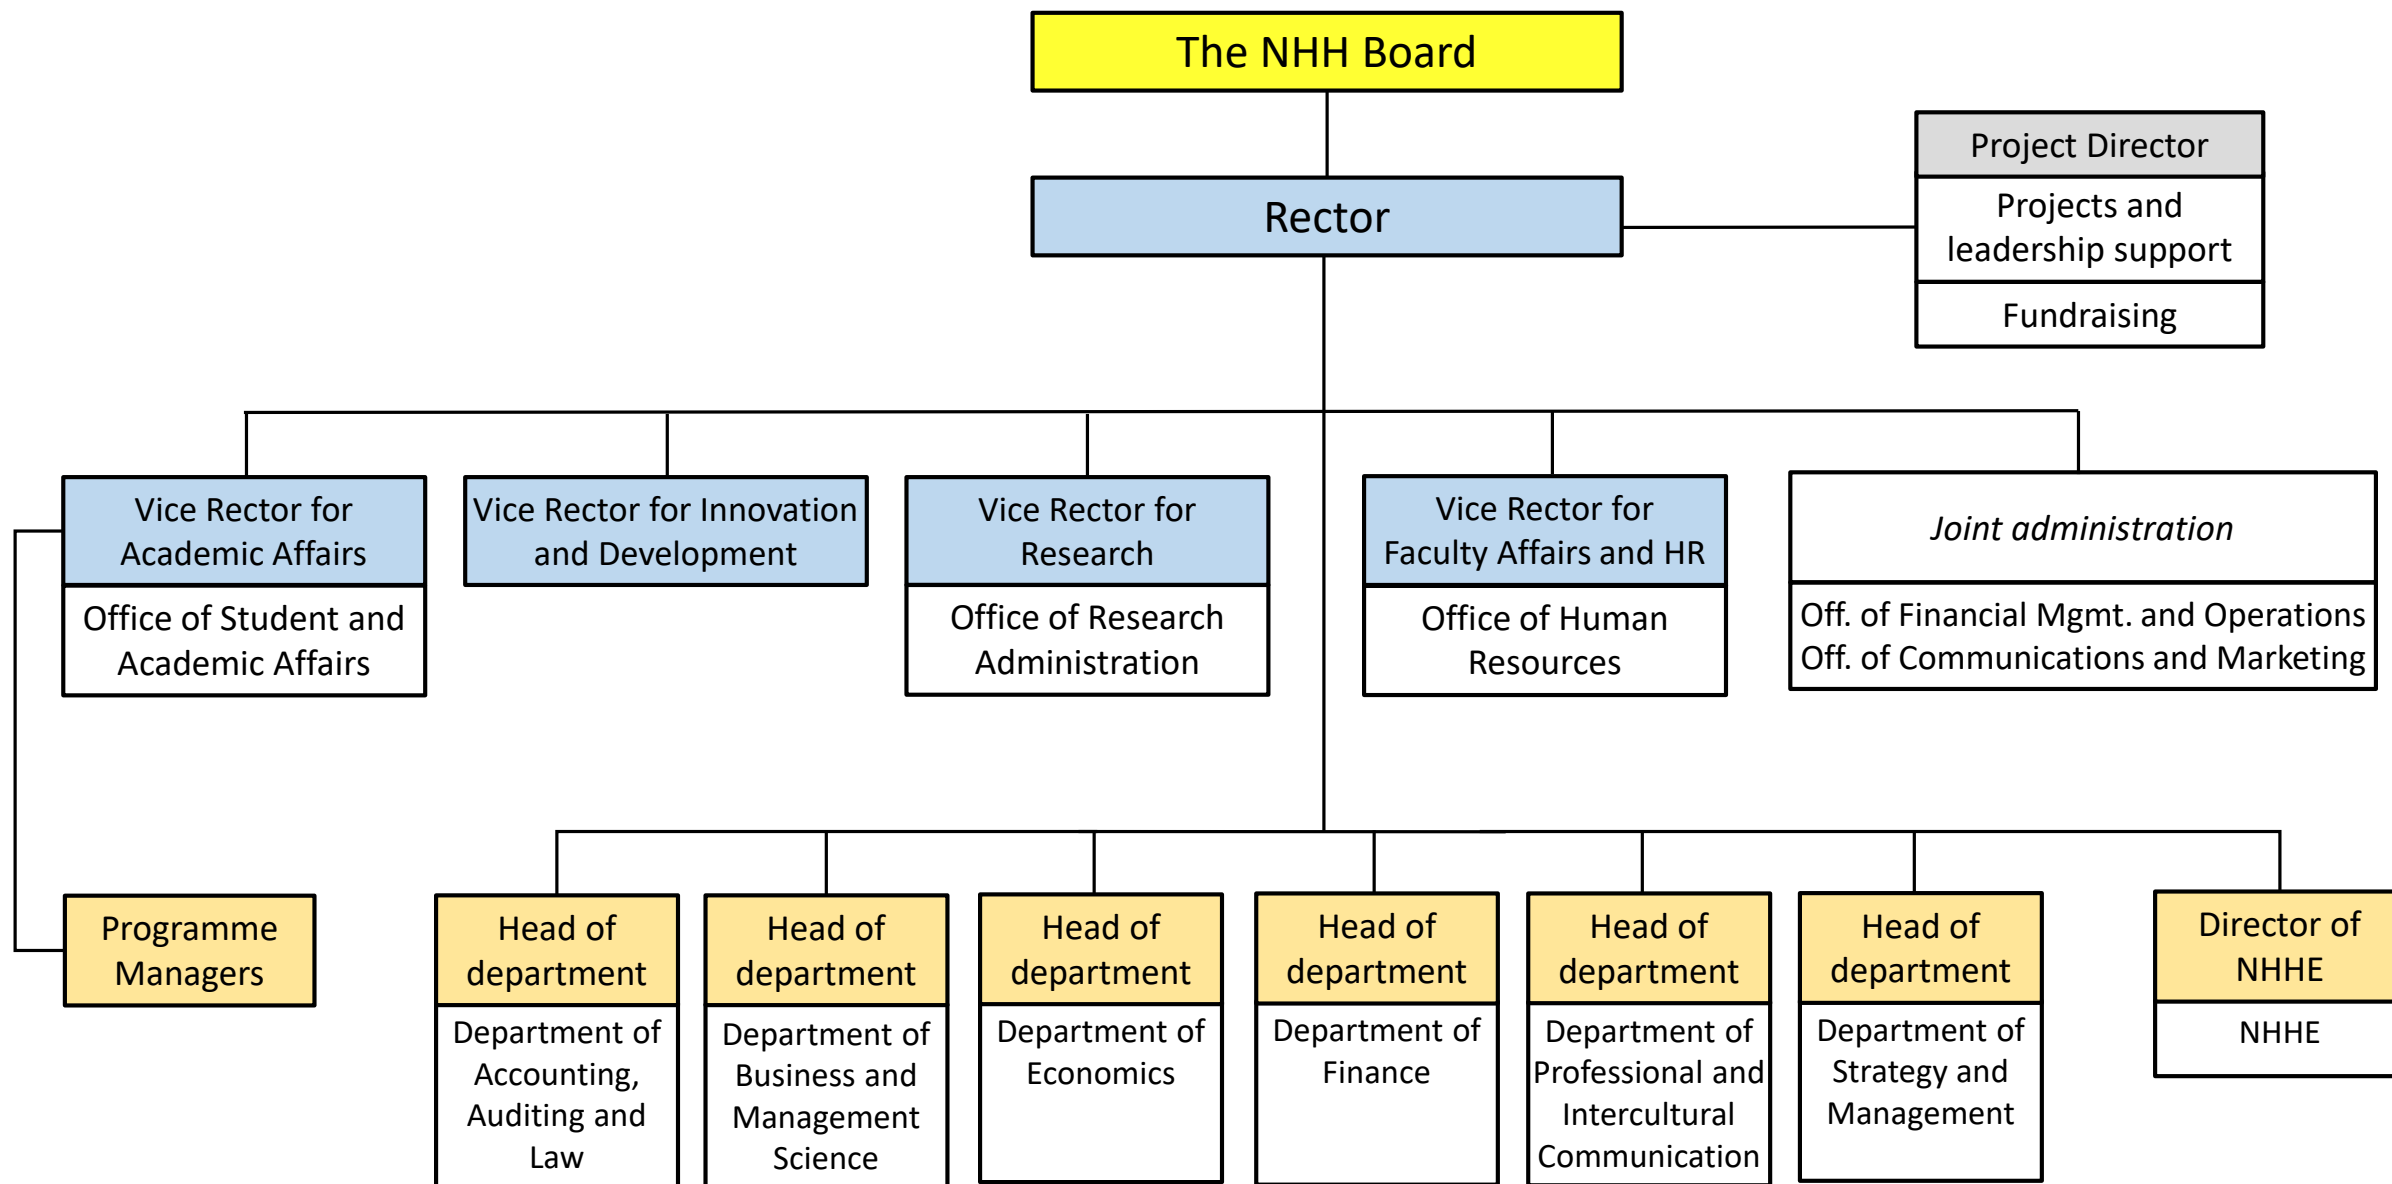 The NHH Board
Project Director
Projects and
leadership support
Fundraising
Rector
Vice Rector for
Academic Affairs
Office of Student and
Academic Affairs
Vice Rector for Innovation
and Development
Vice Rector for
Research
Office of Research
Administration
Vice Rector for
Faculty Affairs and HR
Office of Human
Resources
Joint administration
Off. of Financial Mgmt. and Operations
Off. of Communications and Marketing
Programme
Managers
Head of
department
Department of
Accounting,
Auditing and
Law
Head of
department
Department of
Business and
Management
Science
Head of
department
Department of
Economics
Head of
department
Department of
Finance
Head of
department
Department of
Professional and
Intercultural
Communication
Head of
department
Department of
Strategy and
Management
Director of
NHHE
NHHE